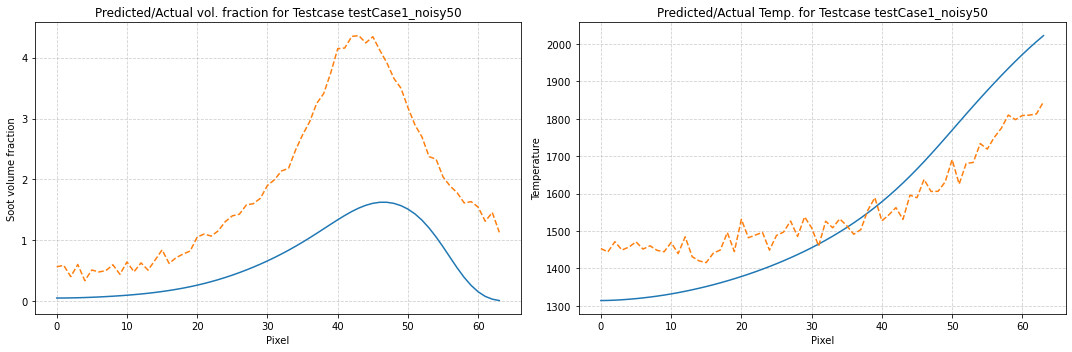 Predicted/Actual vol. fraction for Testcase testCase1_noisy50
4
3
2
1
0
Soot volume fraction
0 10 20 30 40 50 60
Pixel
Predicted/Actual Temp. for Testcase testCase1_noisy50
2000
1900
1800
1700
1600
1500
1400
1300
Temperature
0 10 20 30 40 50 60
Pixel